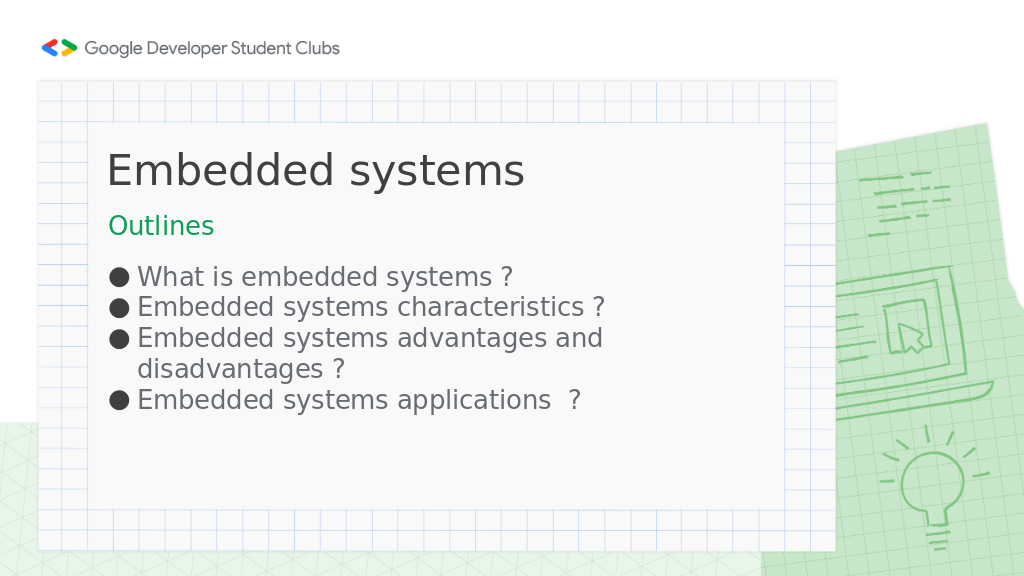 Google Developer Student Clubs
Embedded systems
Outlines
● What is embedded systems ?
● Embedded systems characteristics ?
● Embedded systems advantages and
disadvantages ?
● Embedded systems applications  ?